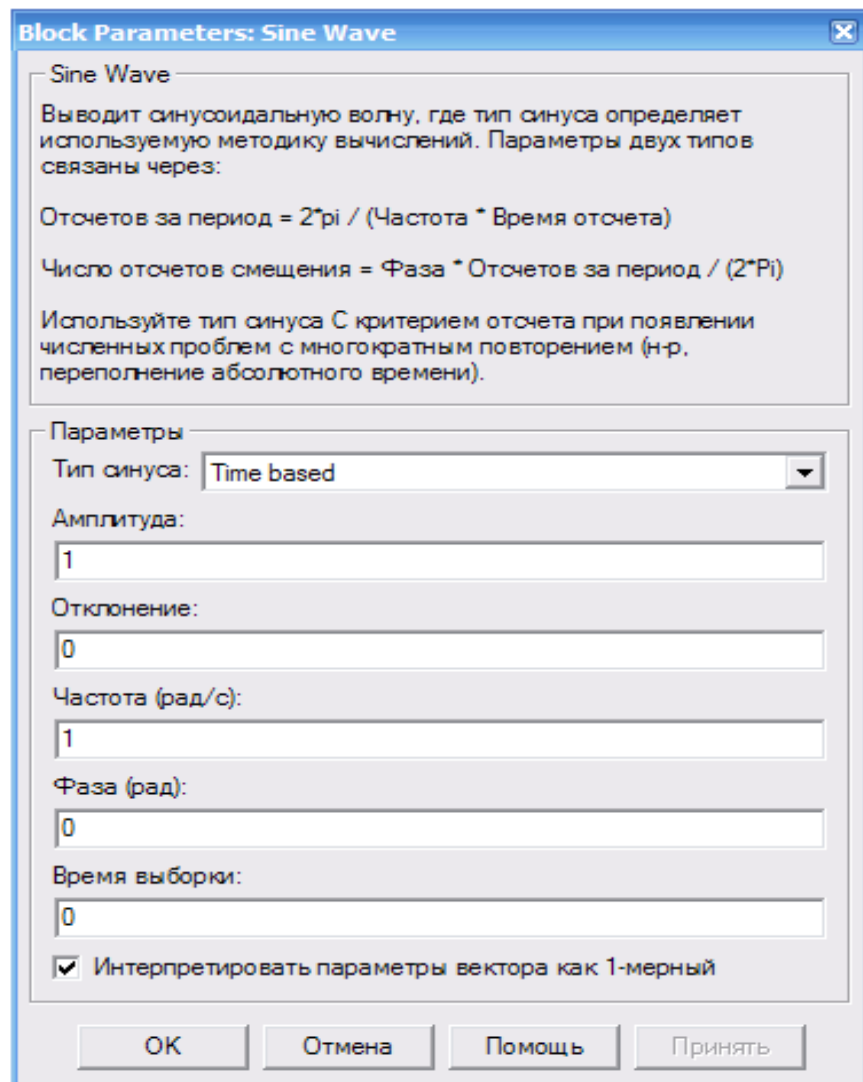 Block Parameters: Sine Wave
Sine Wave
Выводит синусоидальную волну, где тип синуса определяет
используемую методику вычислений. Параметры двух типов
связаны через:
Отсчетов за период = 2*pi / (Частота * Время отсчета)
Число отсчетов смещения = Фаза * Отсчетов за период / (2*Pi)
Используйте тип синуса С критерием отсчета при появлении
численных проблем с многократным повторением (н-р,
переполнение абсолютного времени).
Параметры
Тип синуса: Time based
Амплитуда:
1
Отклонение:
0
Частота (рад/с):
1
Фаза (рад):
0
Время выборки:
0
Интерпретировать параметры вектора как 1-мерный
OK Отмена Помощь Принять